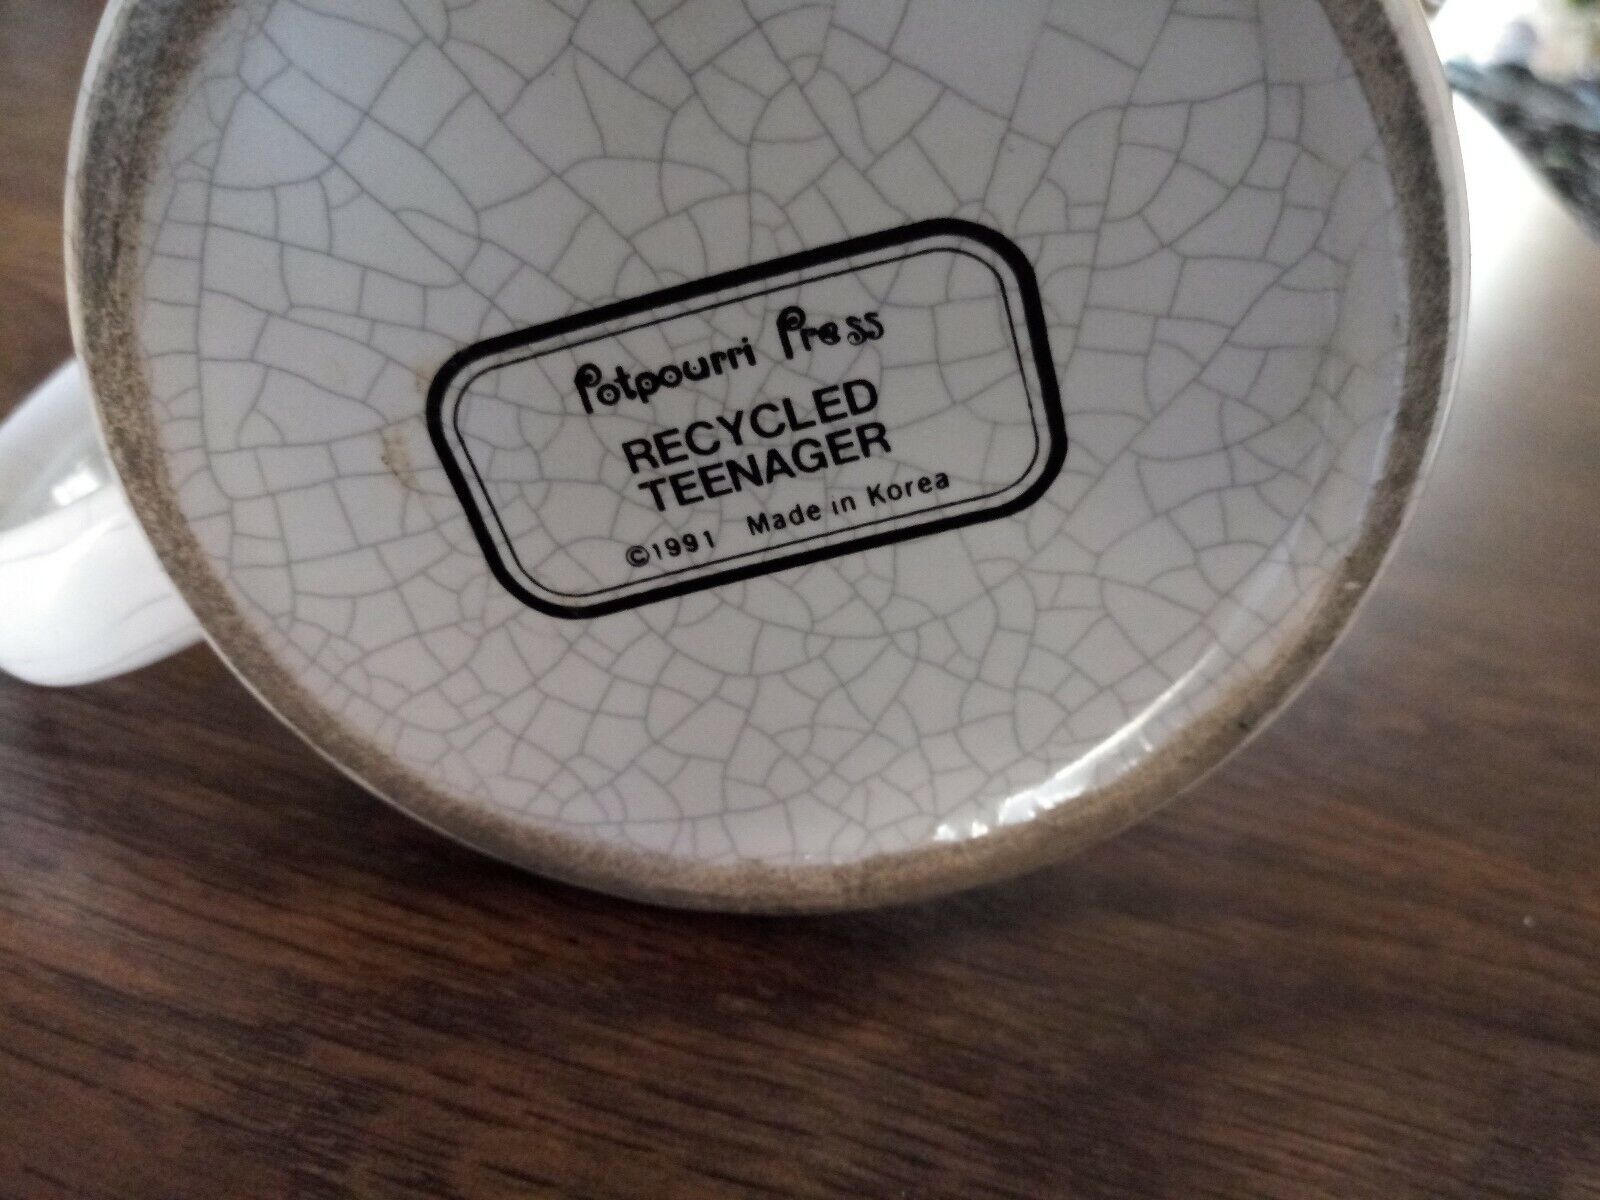 Potpourri Press
RECYCLED
TEENAGER
©1991 Made in Korea